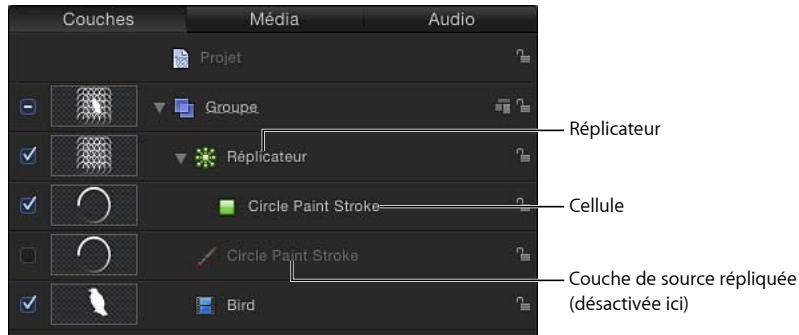 Couches Média Audio
Projet
Groupe
Réplicateur
Réplicateur
Circle Paint Stroke
Cellule
Circle Paint Stroke
Couche de source répliquée
(désactivée ici)
Bird